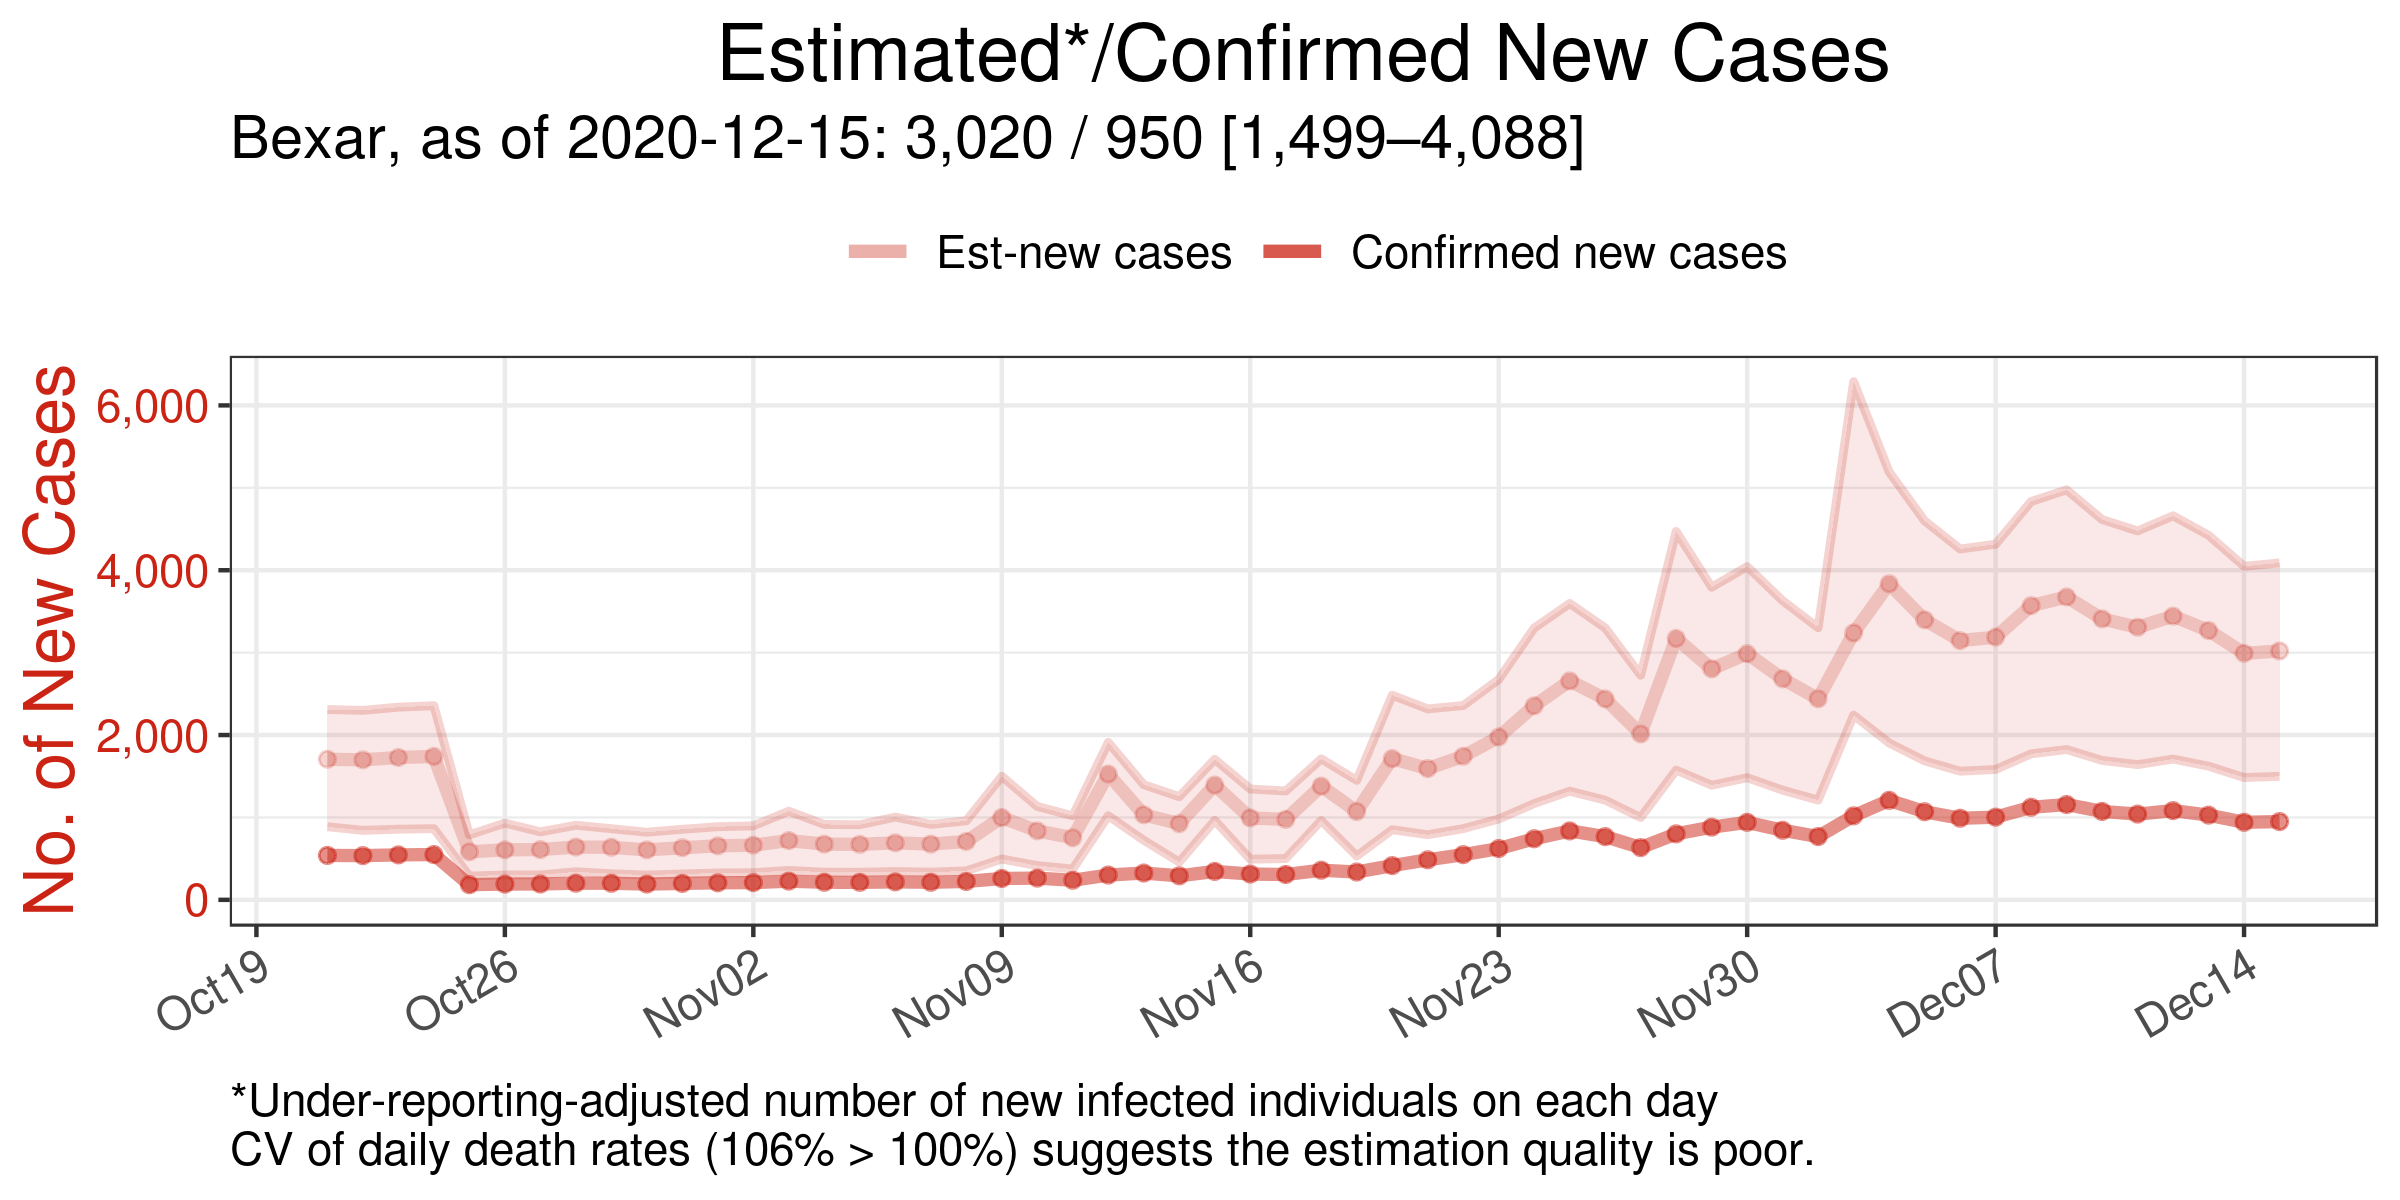 Estimated*/Confirmed New Cases
Bexar, as of 2020-12-15: 3,020 / 950 [1,499–4,088]
Est-new cases
Confirmed new cases
No. of New Cases
6,000
4,000
2,000
0
Oct19
Oct26
Nov02
Nov09
Nov16
Nov23
Nov30
Dec07
Dec14
*Under-reporting-adjusted number of new infected individuals on each day
CV of daily death rates (106% > 100%) suggests the estimation quality is poor.